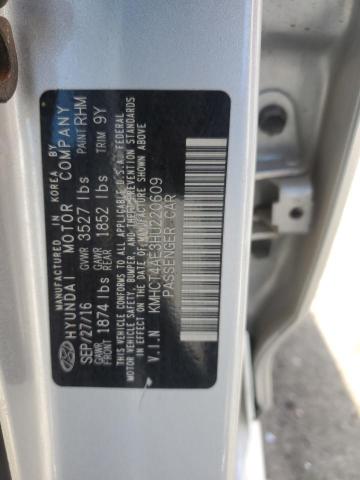 MANUFACTURED IN KOREA BY
HYUNDAI MOTOR COMPANY
SEP/27/16 GVWR 3527 lbs PAINT RHM
GAWR FRONT 1874 lbs GAWR REAR 1852 lbs TRIM 9Y
THIS VEHICLE CONFORMS TO ALL APPLICABLE U.S.A. FEDERAL
MOTOR VEHICLE SAFETY, BUMPER, AND THEFT PREVENTION STANDARDS
IN EFFECT ON THE DATE OF MANUFACTURE SHOWN ABOVE
V.I.N KMHCT4AE3HU220609
PASSENGER CAR